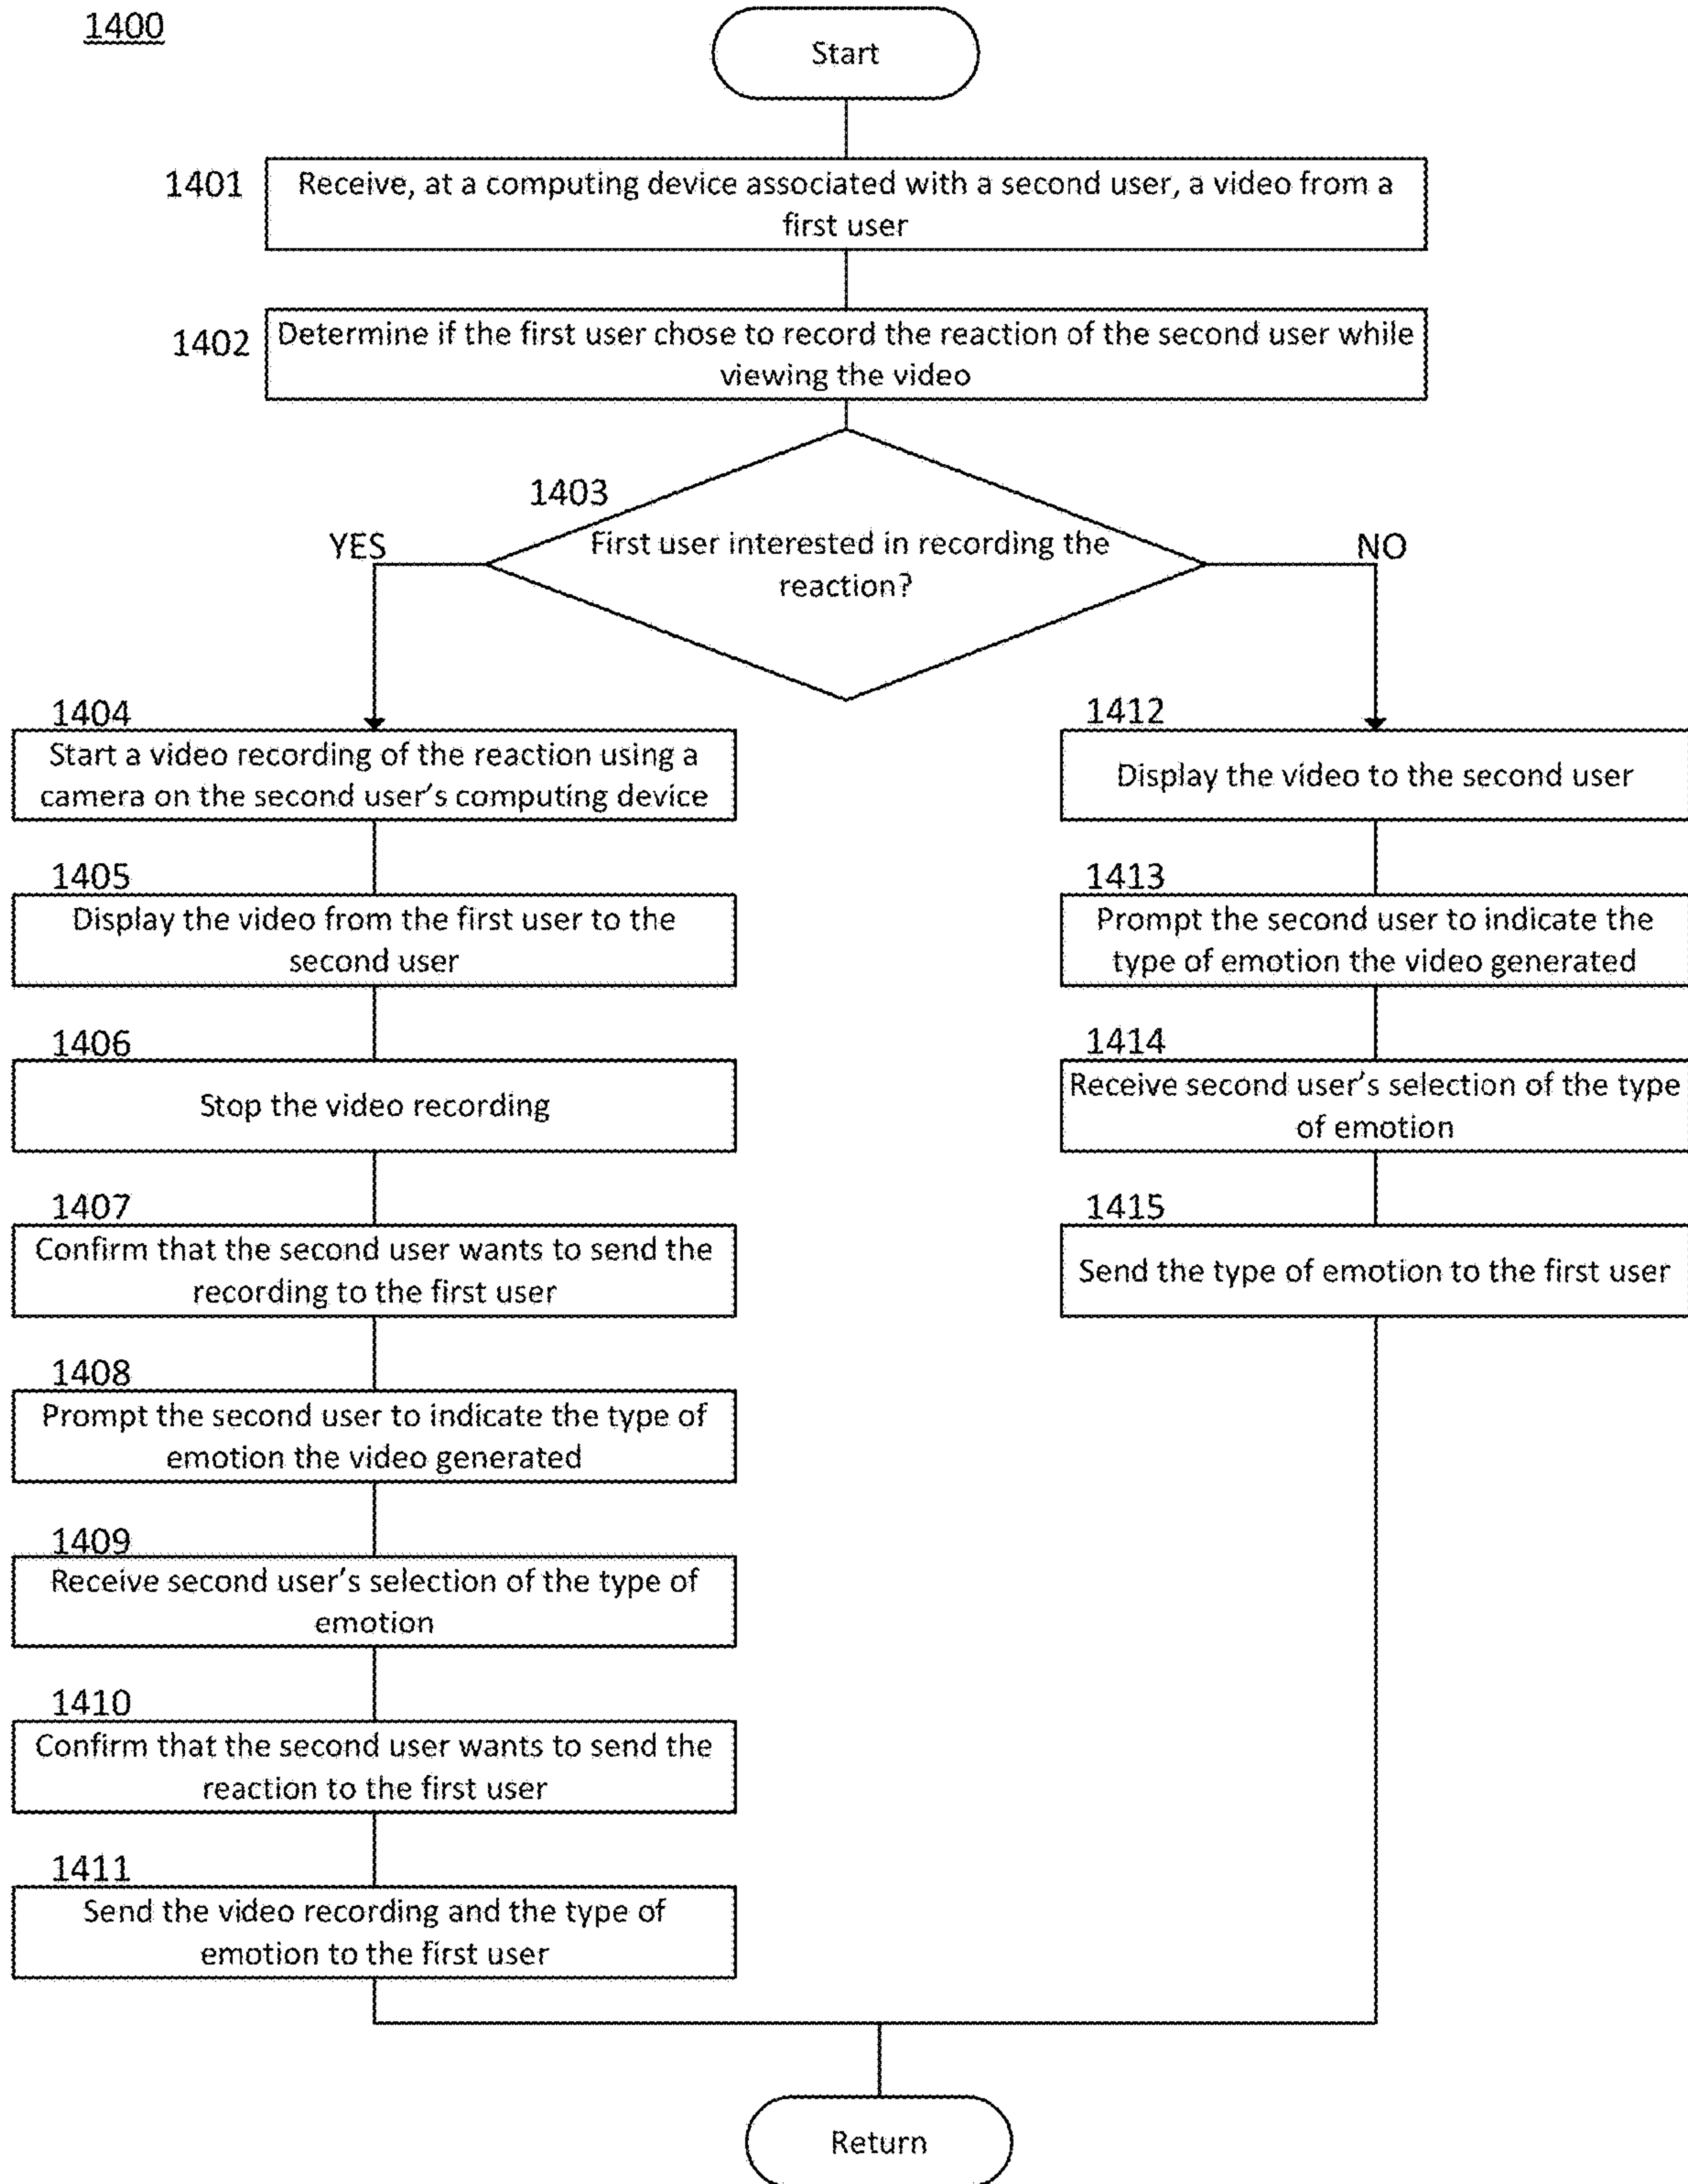 1400
Start
1401
Receive, at a computing device associated with a second user, a video from a
first user
1402
Determine if the first user chose to record the reaction of the second user while
viewing the video
1403
First user interested in recording the
reaction?
YES
NO
1404
Start a video recording of the reaction using a
camera on the second user's computing device
1405
Display the video from the first user to the
second user
1406
Stop the video recording
1407
Confirm that the second user wants to send the
recording to the first user
1408
Prompt the second user to indicate the type of
emotion the video generated
1409
Receive second user's selection of the type of
emotion
1410
Confirm that the second user wants to send the
reaction to the first user
1411
Send the video recording and the type of
emotion to the first user
1412
Display the video to the second user
1413
Prompt the second user to indicate the
type of emotion the video generated
1414
Receive second user's selection of the type
of emotion
1415
Send the type of emotion to the first user
Return